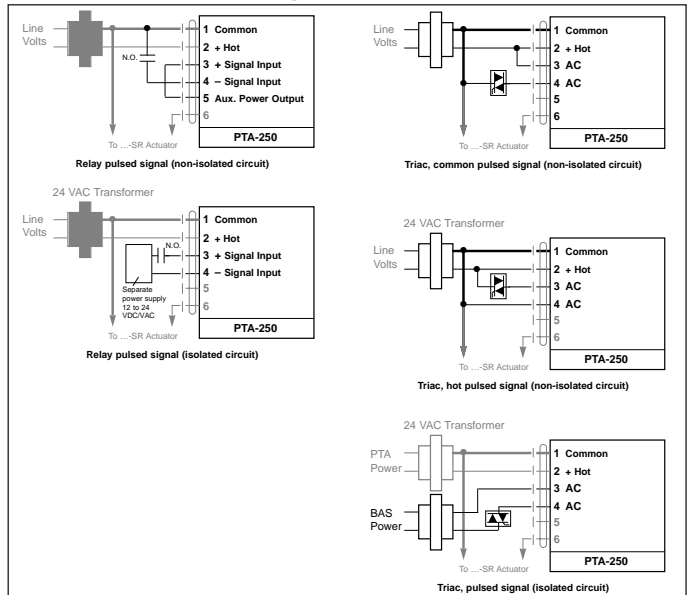 Line
Volts
N.O.
1 Common
2 + Hot
3 + Signal Input
4 – Signal Input
5 Aux. Power Output
6
PTA-250
To ...-SR Actuator
Relay pulsed signal (non-isolated circuit)
Line
Volts
1 Common
2 + Hot
3 AC
4 AC
5
6
PTA-250
To ...-SR Actuator
Triac, common pulsed signal (non-isolated circuit)
24 VAC Transformer
Line
Volts
N.O.
Separate
power supply
12 to 24
VDC/VAC
1 Common
2 + Hot
3 + Signal Input
4 – Signal Input
5
6
PTA-250
To ...-SR Actuator
Relay pulsed signal (isolated circuit)
24 VAC Transformer
Line
Volts
1 Common
2 + Hot
3 AC
4 AC
5
6
PTA-250
To ...-SR Actuator
Triac, hot pulsed signal (non-isolated circuit)
24 VAC Transformer
PTA
Power
BAS
Power
1 Common
2 + Hot
3 AC
4 AC
5
6
PTA-250
To ...-SR Actuator
Triac, pulsed signal (isolated circuit)